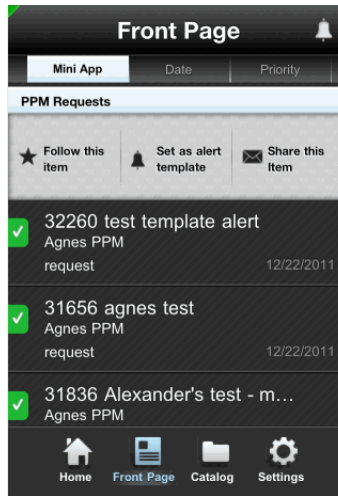 Front Page
Mini App Date Priority
PPM Requests
Follow this item
Set as alert template
Share this Item
32260 test template alert
Agnes PPM
request 12/22/2011
31656 agnes test
Agnes PPM
request 12/22/2011
31836 Alexander's test - m...
Agnes PPM
Home Front Page Catalog Settings